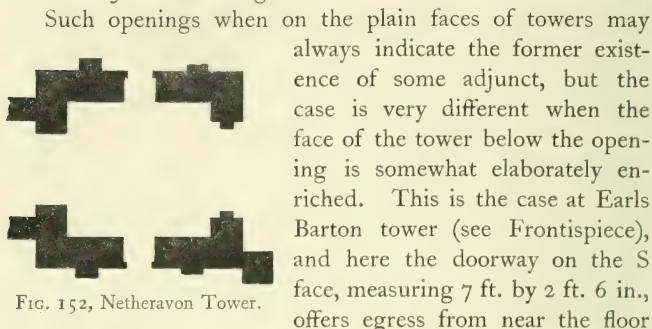 Such openings when on the plain faces of towers may
always indicate the former exist-
ence of some adjunct, but the
case is very different when the
face of the tower below the open-
ing is somewhat elaborately en-
riched. This is the case at Earls
Barton tower (see Frontispiece),
and here the doorway on the S
face, measuring 7 ft. by 2 ft. 6 in.,
offers egress from near the floor
Fig. 152, Netheravon Tower.